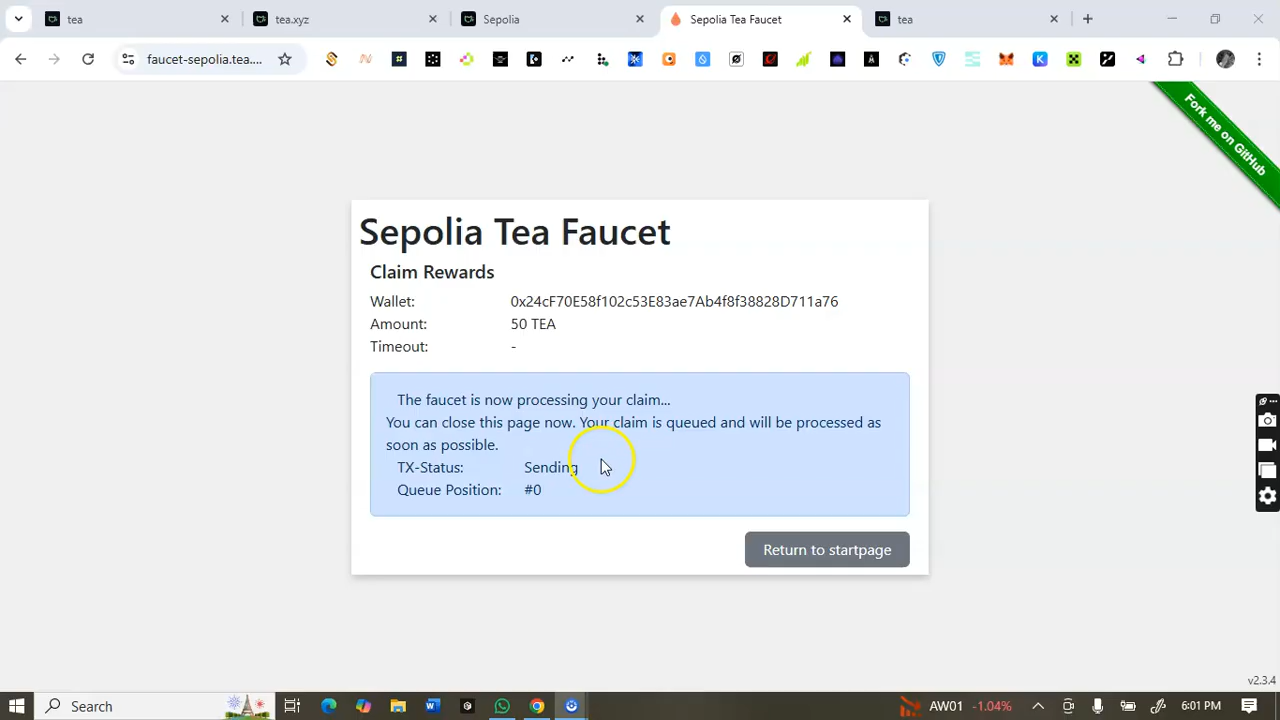 tea
tea.xyz
Sepolia
Sepolia Tea Faucet
tea
faucet-sepolia.tea....
Fork me on GitHub
Sepolia Tea Faucet
Claim Rewards
Wallet: 0x24cF70E58f102c53E83ae7Ab4f8f38828D711a76
Amount: 50 TEA
Timeout: -
The faucet is now processing your claim...
You can close this page now. Your claim is queued and will be processed as
soon as possible.
TX-Status: Sending
Queue Position: #0
Return to startpage
v2.3.4
Search
AW01 -1.04%
6:01 PM